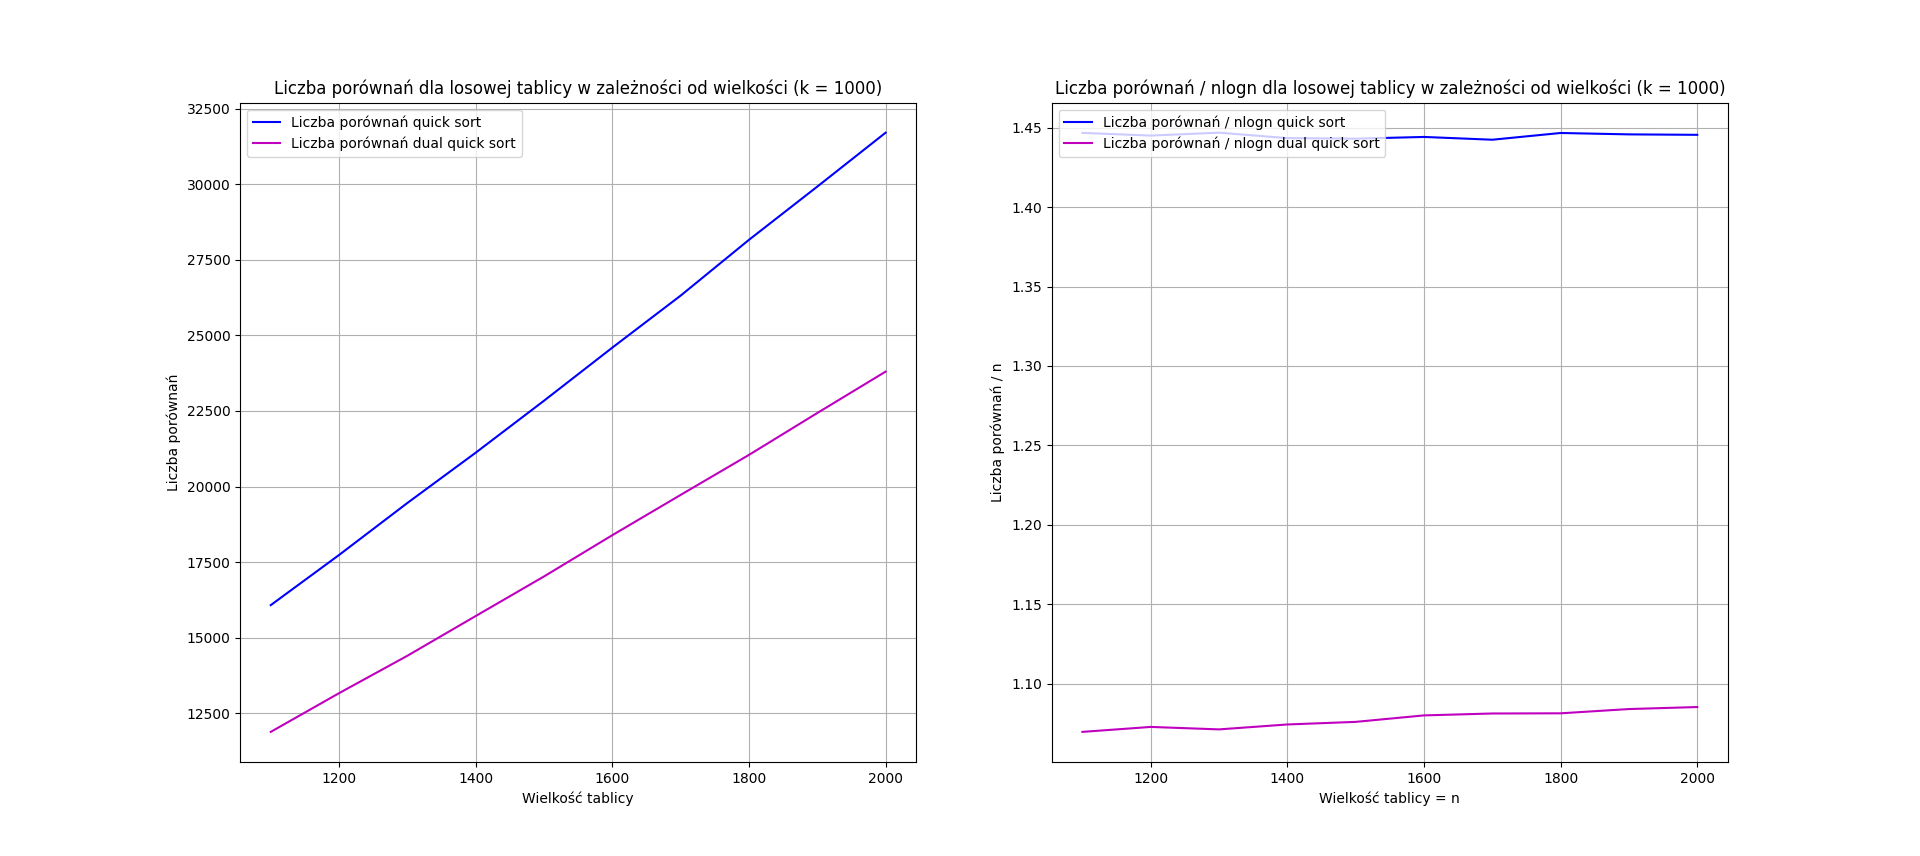 Liczba porównań dla losowej tablicy w zależności od wielkości (k = 1000)
Liczba porównań quick sort
Liczba porównań dual quick sort
32500
30000
27500
25000
22500
20000
17500
15000
12500
Liczba porównań
1200 1400 1600 1800 2000
Wielkość tablicy
Liczba porównań / nlogn dla losowej tablicy w zależności od wielkości (k = 1000)
Liczba porównań / nlogn quick sort
Liczba porównań / nlogn dual quick sort
1.45
1.40
1.35
1.30
1.25
1.20
1.15
1.10
Liczba porównań / n
1200 1400 1600 1800 2000
Wielkość tablicy = n